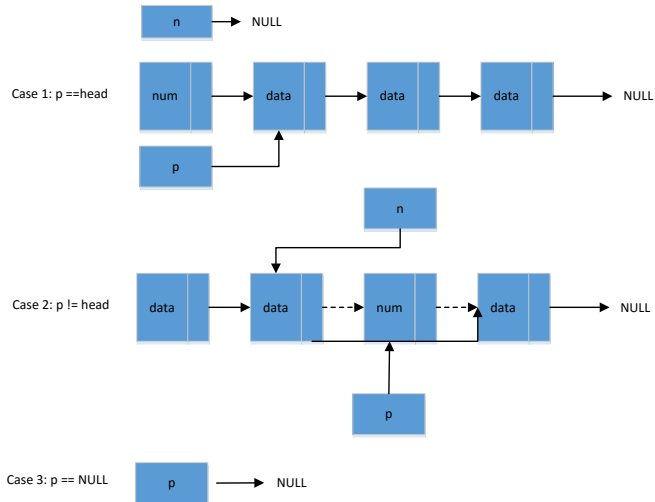 n NULL
Case 1: p ==head num data data data NULL
p
n
Case 2: p != head data data num data NULL
p
Case 3: p == NULL p NULL